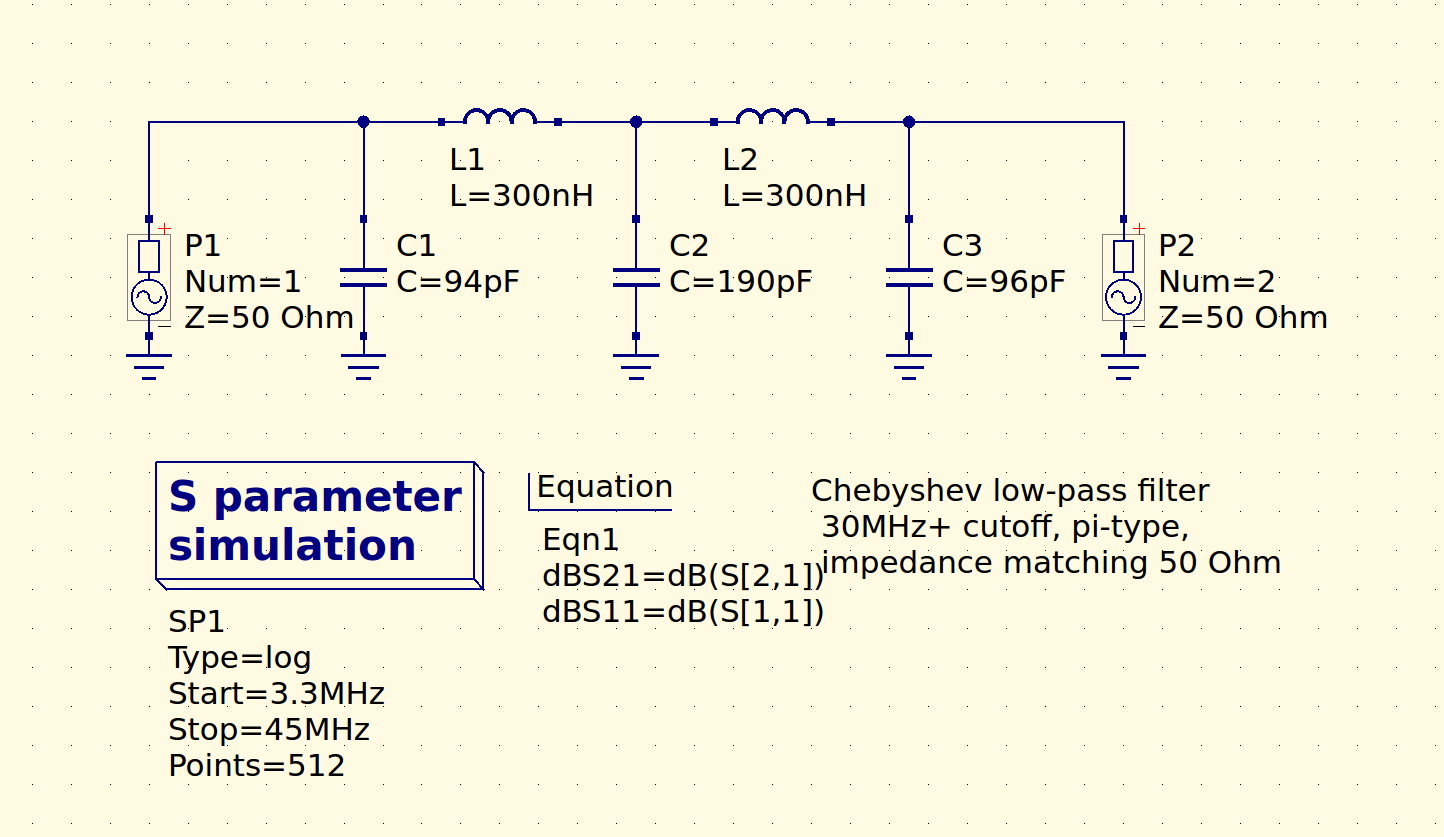 L1
L=300nH
L2
L=300nH
+
P1
Num=1
Z=50 Ohm
−
C1
C=94pF
C2
C=190pF
C3
C=96pF
+
P2
Num=2
Z=50 Ohm
−
S parameter
simulation
SP1
Type=log
Start=3.3MHz
Stop=45MHz
Points=512
Equation
Eqn1
dBS21=dB(S[2,1])
dBS11=dB(S[1,1])
Chebyshev low-pass filter
30MHz+ cutoff, pi-type,
impedance matching 50 Ohm